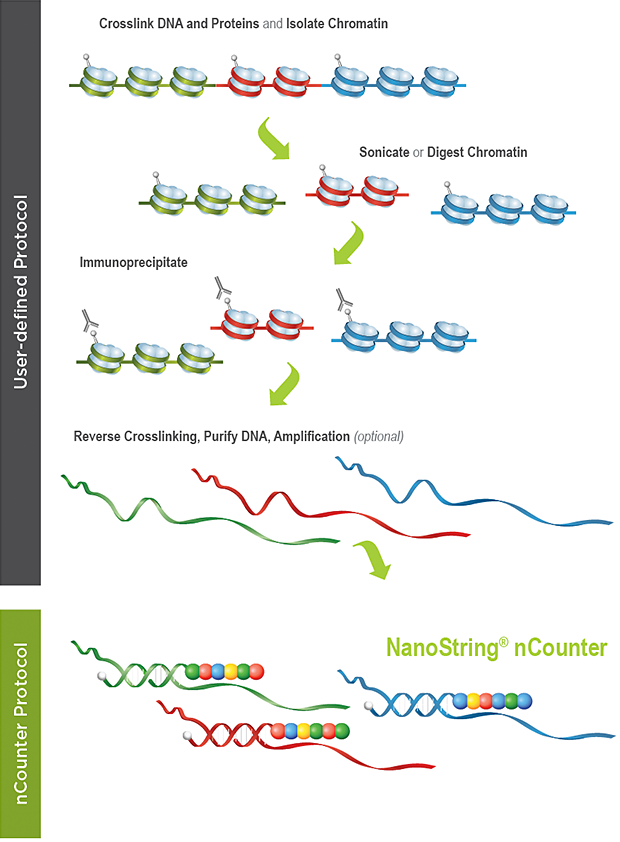 Crosslink DNA and Proteins and Isolate Chromatin
Sonicate or Digest Chromatin
Immunoprecipitate
Reverse Crosslinking, Purify DNA, Amplification (optional)
User-defined Protocol
NanoString® nCounter
nCounter Protocol